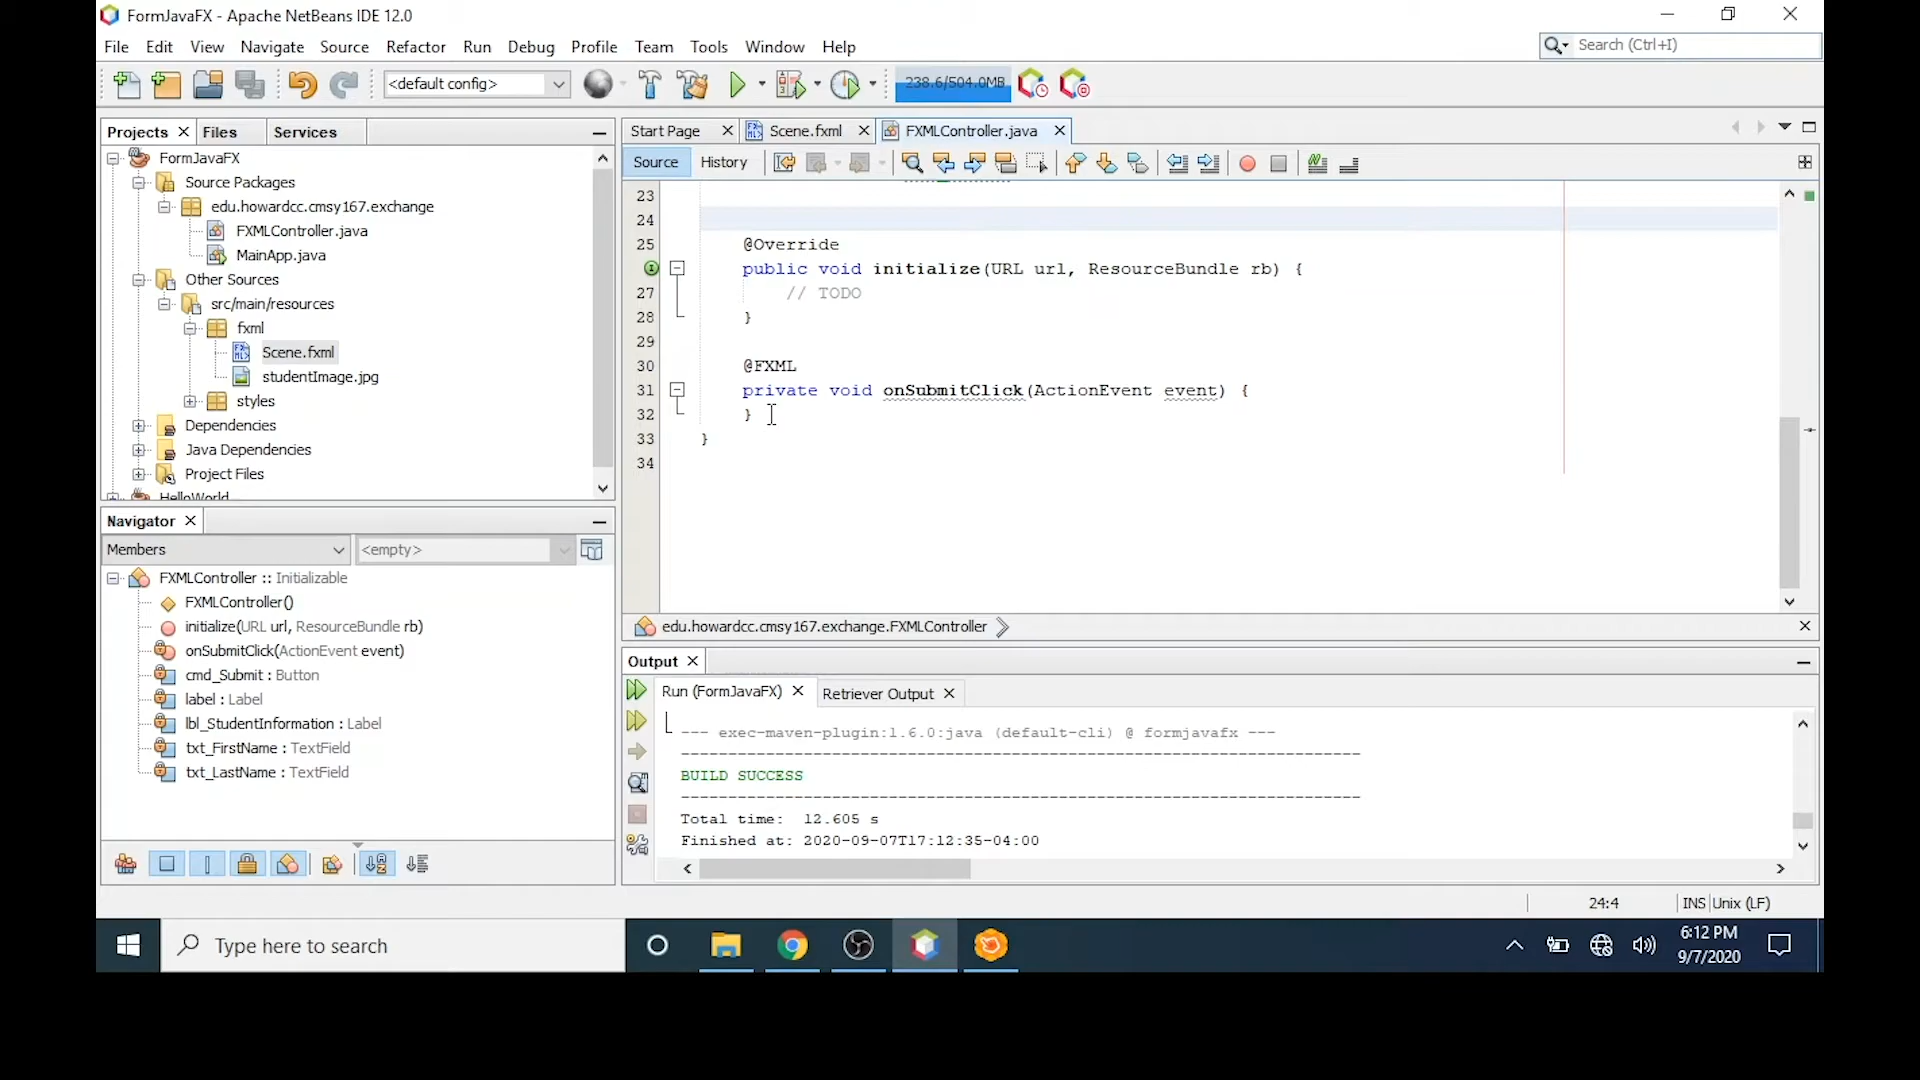 FormJavaFX - Apache NetBeans IDE 12.0
File Edit View Navigate Source Refactor Run Debug Profile Team Tools Window Help
Search (Ctrl+I)
<default config>
238.6/504.0MB
Projects Files Services
FormJavaFX
Source Packages
edu.howardcc.cmsy167.exchange
FXMLController.java
MainApp.java
Other Sources
src/main/resources
fxml
Scene.fxml
studentImage.jpg
styles
Dependencies
Java Dependencies
Project Files
HelloWorld
Navigator
Members <empty>
FXMLController :: Initializable
FXMLController()
initialize(URL url, ResourceBundle rb)
onSubmitClick(ActionEvent event)
cmd_Submit : Button
label : Label
lbl_StudentInformation : Label
txt_FirstName : TextField
txt_LastName : TextField
Start Page Scene.fxml FXMLController.java
Source History
23
24
25 @Override
public void initialize(URL url, ResourceBundle rb) {
27 // TODO
28 }
29
30 @FXML
31 private void onSubmitClick(ActionEvent event) {
32 }
33 }
34
edu.howardcc.cmsy167.exchange.FXMLController
Output
Run (FormJavaFX) Retriever Output
--- exec-maven-plugin:1.6.0:java (default-cli) @ formjavafx ---
------------------------------------------------------------------------
BUILD SUCCESS
------------------------------------------------------------------------
Total time: 12.605 s
Finished at: 2020-09-07T17:12:35-04:00
24:4 INS Unix (LF)
Type here to search
6:12 PM
9/7/2020